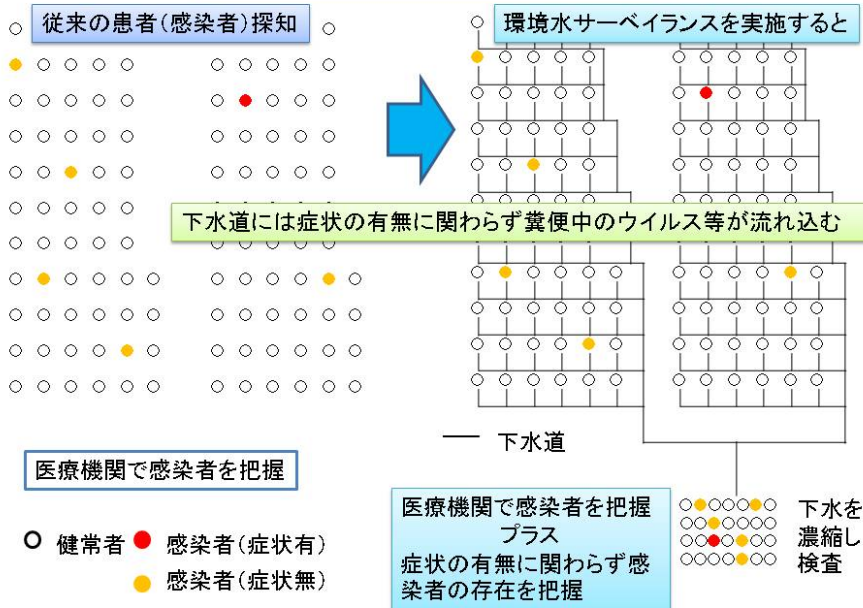 従来の患者(感染者)探知
環境水サーベイランスを実施すると
下水道には症状の有無に関わらず糞便中のウイルス等が流れ込む
下水道
医療機関で感染者を把握
健常者
感染者(症状有)
感染者(症状無)
医療機関で感染者を把握
プラス
症状の有無に関わらず感
染者の存在を把握
下水を
濃縮し
検査